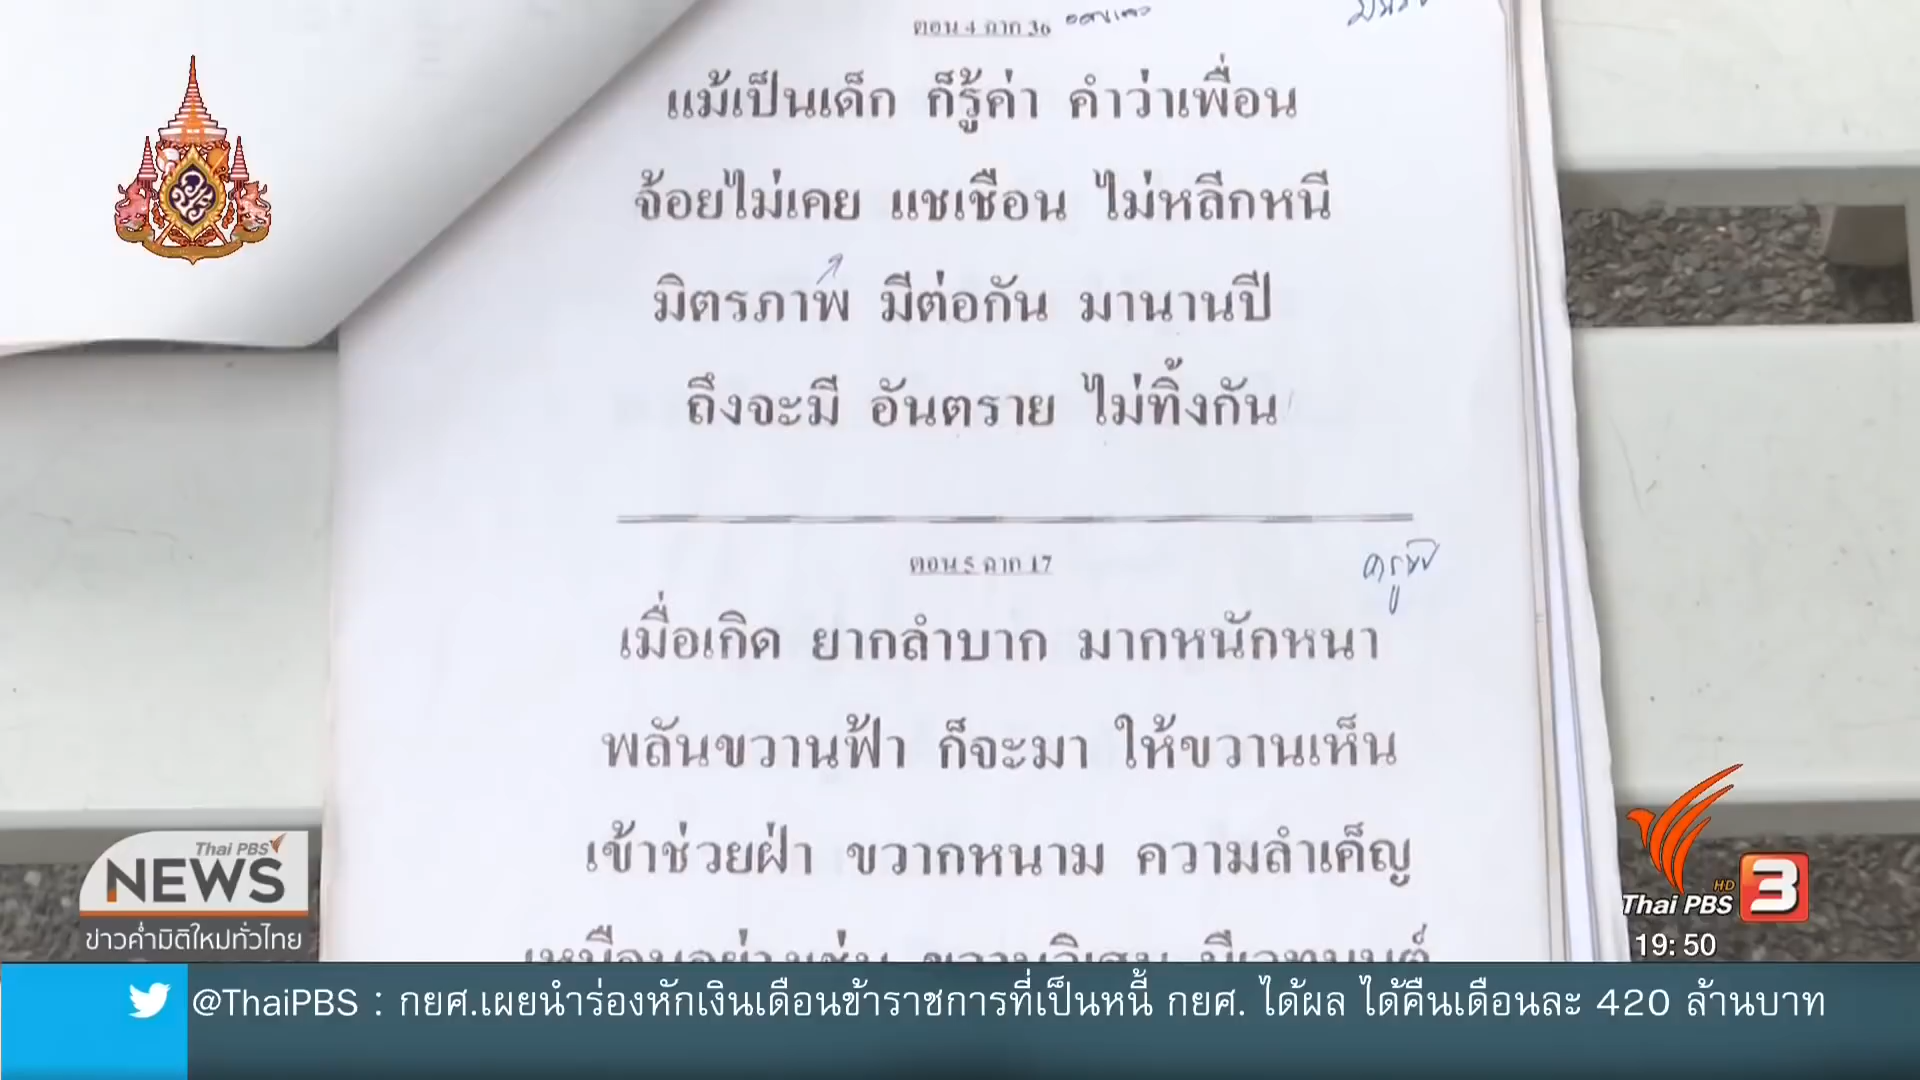 ตอน 4 ฉาก 36
แม้เป็นเด็ก ก็รู้ค่า คำว่าเพื่อน
จ้อยไม่เคย แชเชือน ไม่หลีกหนี
มิตรภาพ มีต่อกัน มานานปี
ถึงจะมี อันตราย ไม่ทิ้งกัน
ตอน 5 ฉาก 17
เมื่อเกิด ยากลำบาก มากหนักหนา
พลันขวานฟ้า ก็จะมา ให้ขวานเห็น
เข้าช่วยฝ่า ขวากหนาม ความลำเค็ญ
Thai PBS
NEWS
ข่าวค่ำมิติใหม่ทั่วไทย
Thai PBS HD 3
19:50
@ThaiPBS : กยศ.เผยนำร่องหักเงินเดือนข้าราชการที่เป็นหนี้ กยศ. ได้ผล ได้คืนเดือนละ 420 ล้านบาท